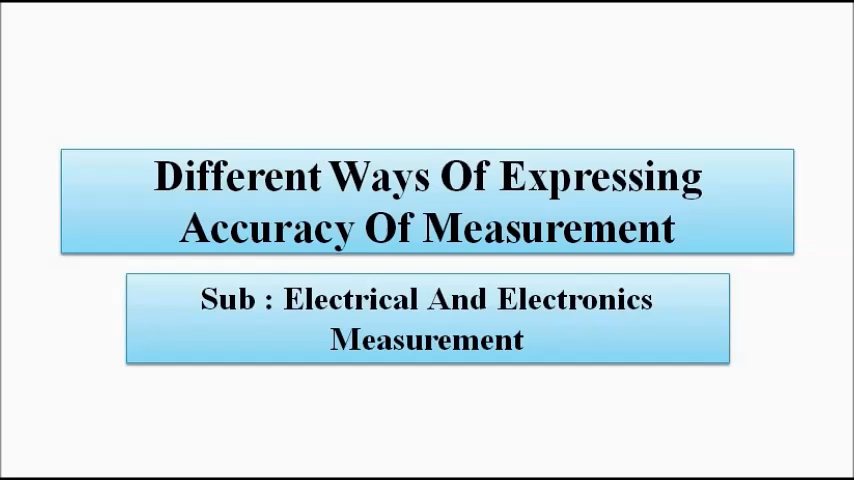 Different Ways Of Expressing
Accuracy Of Measurement
Sub : Electrical And Electronics
Measurement